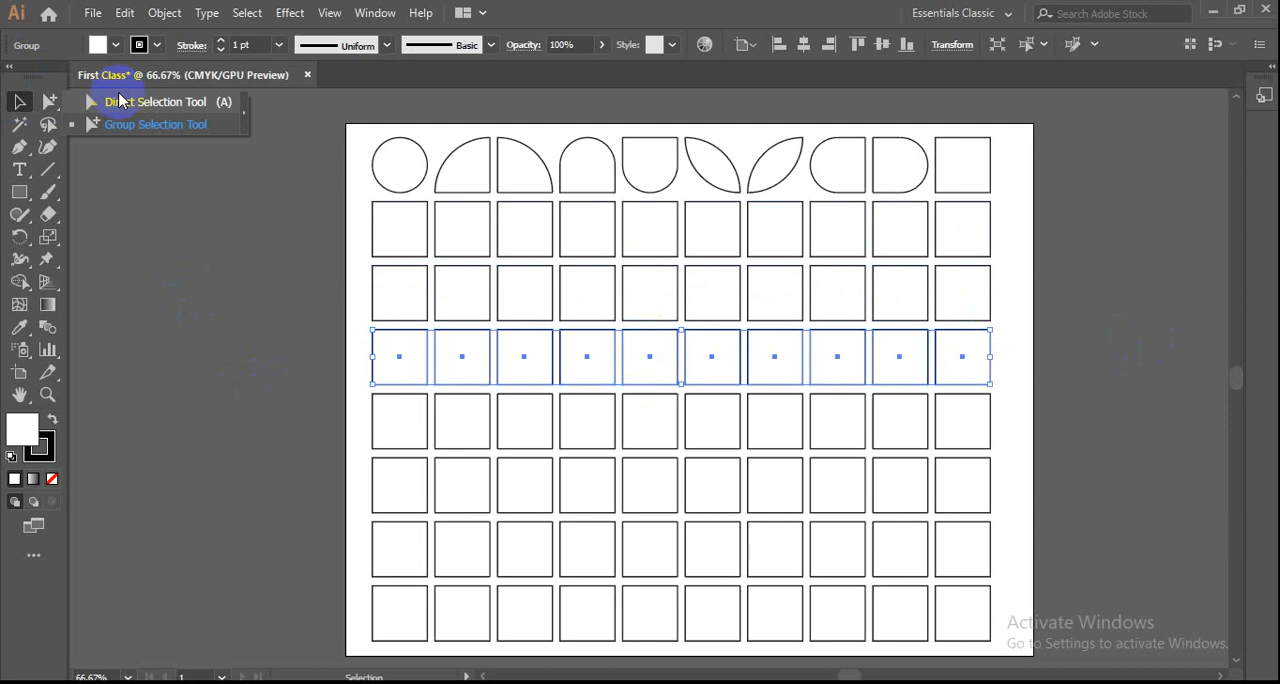 Ai File Edit Object Type Select Effect View Window Help Essentials Classic Search Adobe Stock
Group Stroke: 1 pt Uniform Basic Opacity: 100% Style: Transform
First Class* @ 66.67% (CMYK/GPU Preview) ×
Direct Selection Tool (A)
Group Selection Tool
T
Activate Windows
Go to Settings to activate Windows.
66.67% 1 Selection